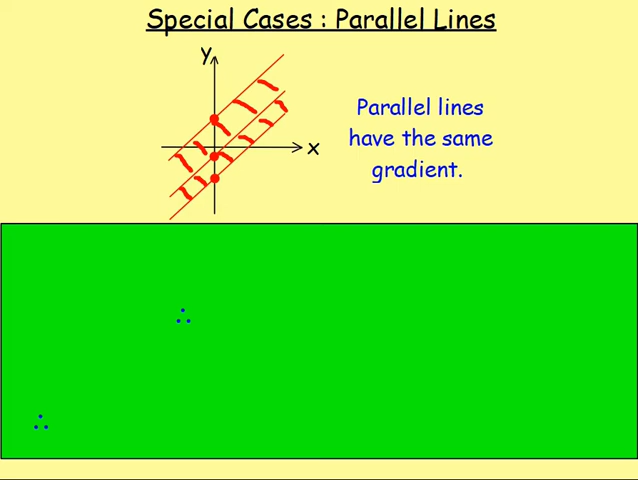 Special Cases : Parallel Lines
y
x
Parallel lines
have the same
gradient.
∴
∴